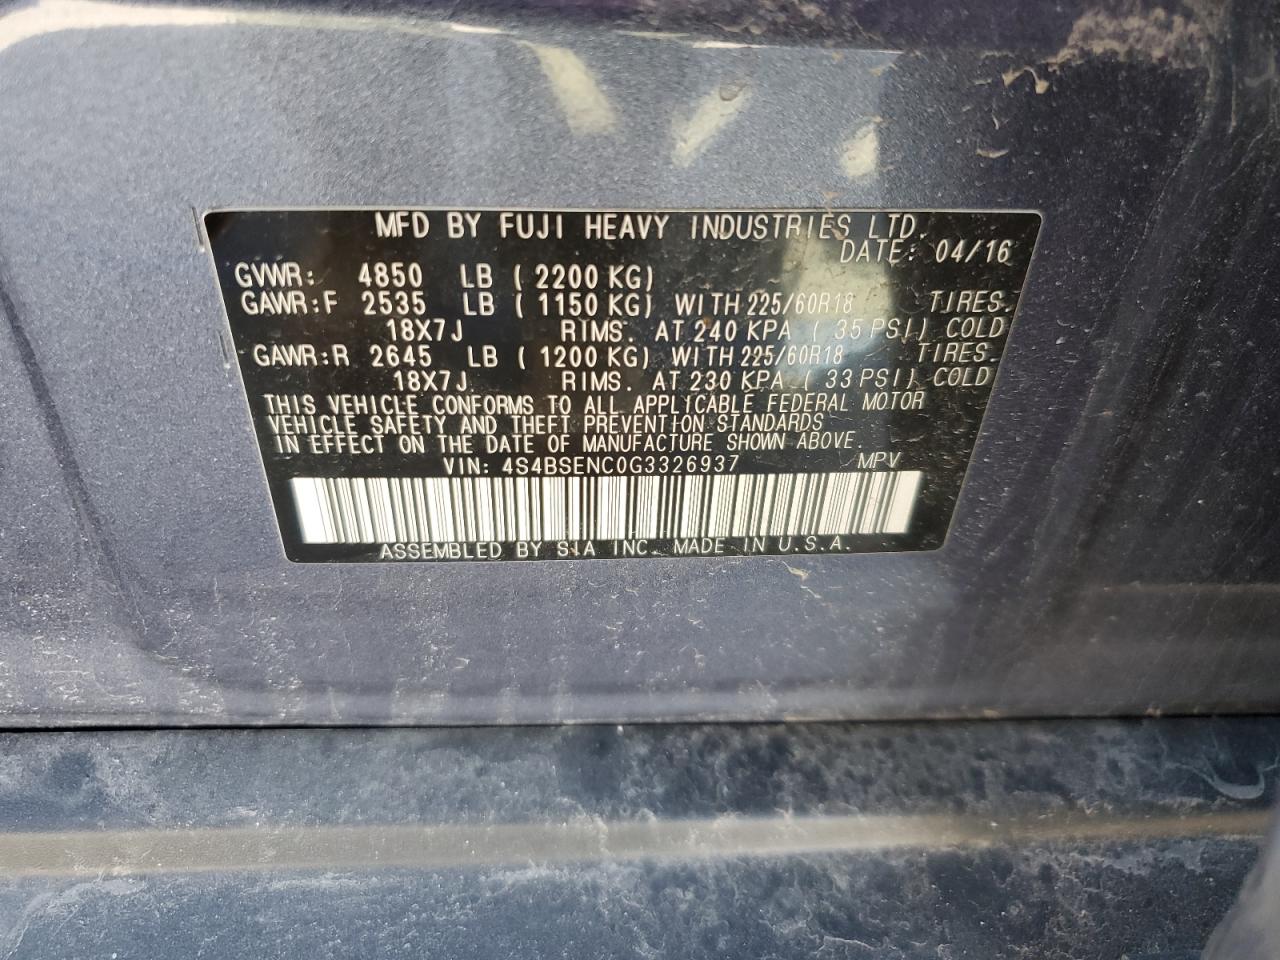 MFD BY FUJI HEAVY INDUSTRIES LTD.
DATE: 04/16
GVWR: 4850 LB ( 2200 KG)
GAWR:F 2535 LB ( 1150 KG) WITH 225/60R18 TIRES.
18X7J RIMS. AT 240 KPA ( 35 PSI) COLD
GAWR:R 2645 LB ( 1200 KG) WITH 225/60R18 TIRES.
18X7J RIMS. AT 230 KPA ( 33 PSI) COLD
THIS VEHICLE CONFORMS TO ALL APPLICABLE FEDERAL MOTOR
VEHICLE SAFETY AND THEFT PREVENTION STANDARDS
IN EFFECT ON THE DATE OF MANUFACTURE SHOWN ABOVE.
VIN: 4S4BSENC0G3326937 MPV
ASSEMBLED BY SIA INC. MADE IN U.S.A.